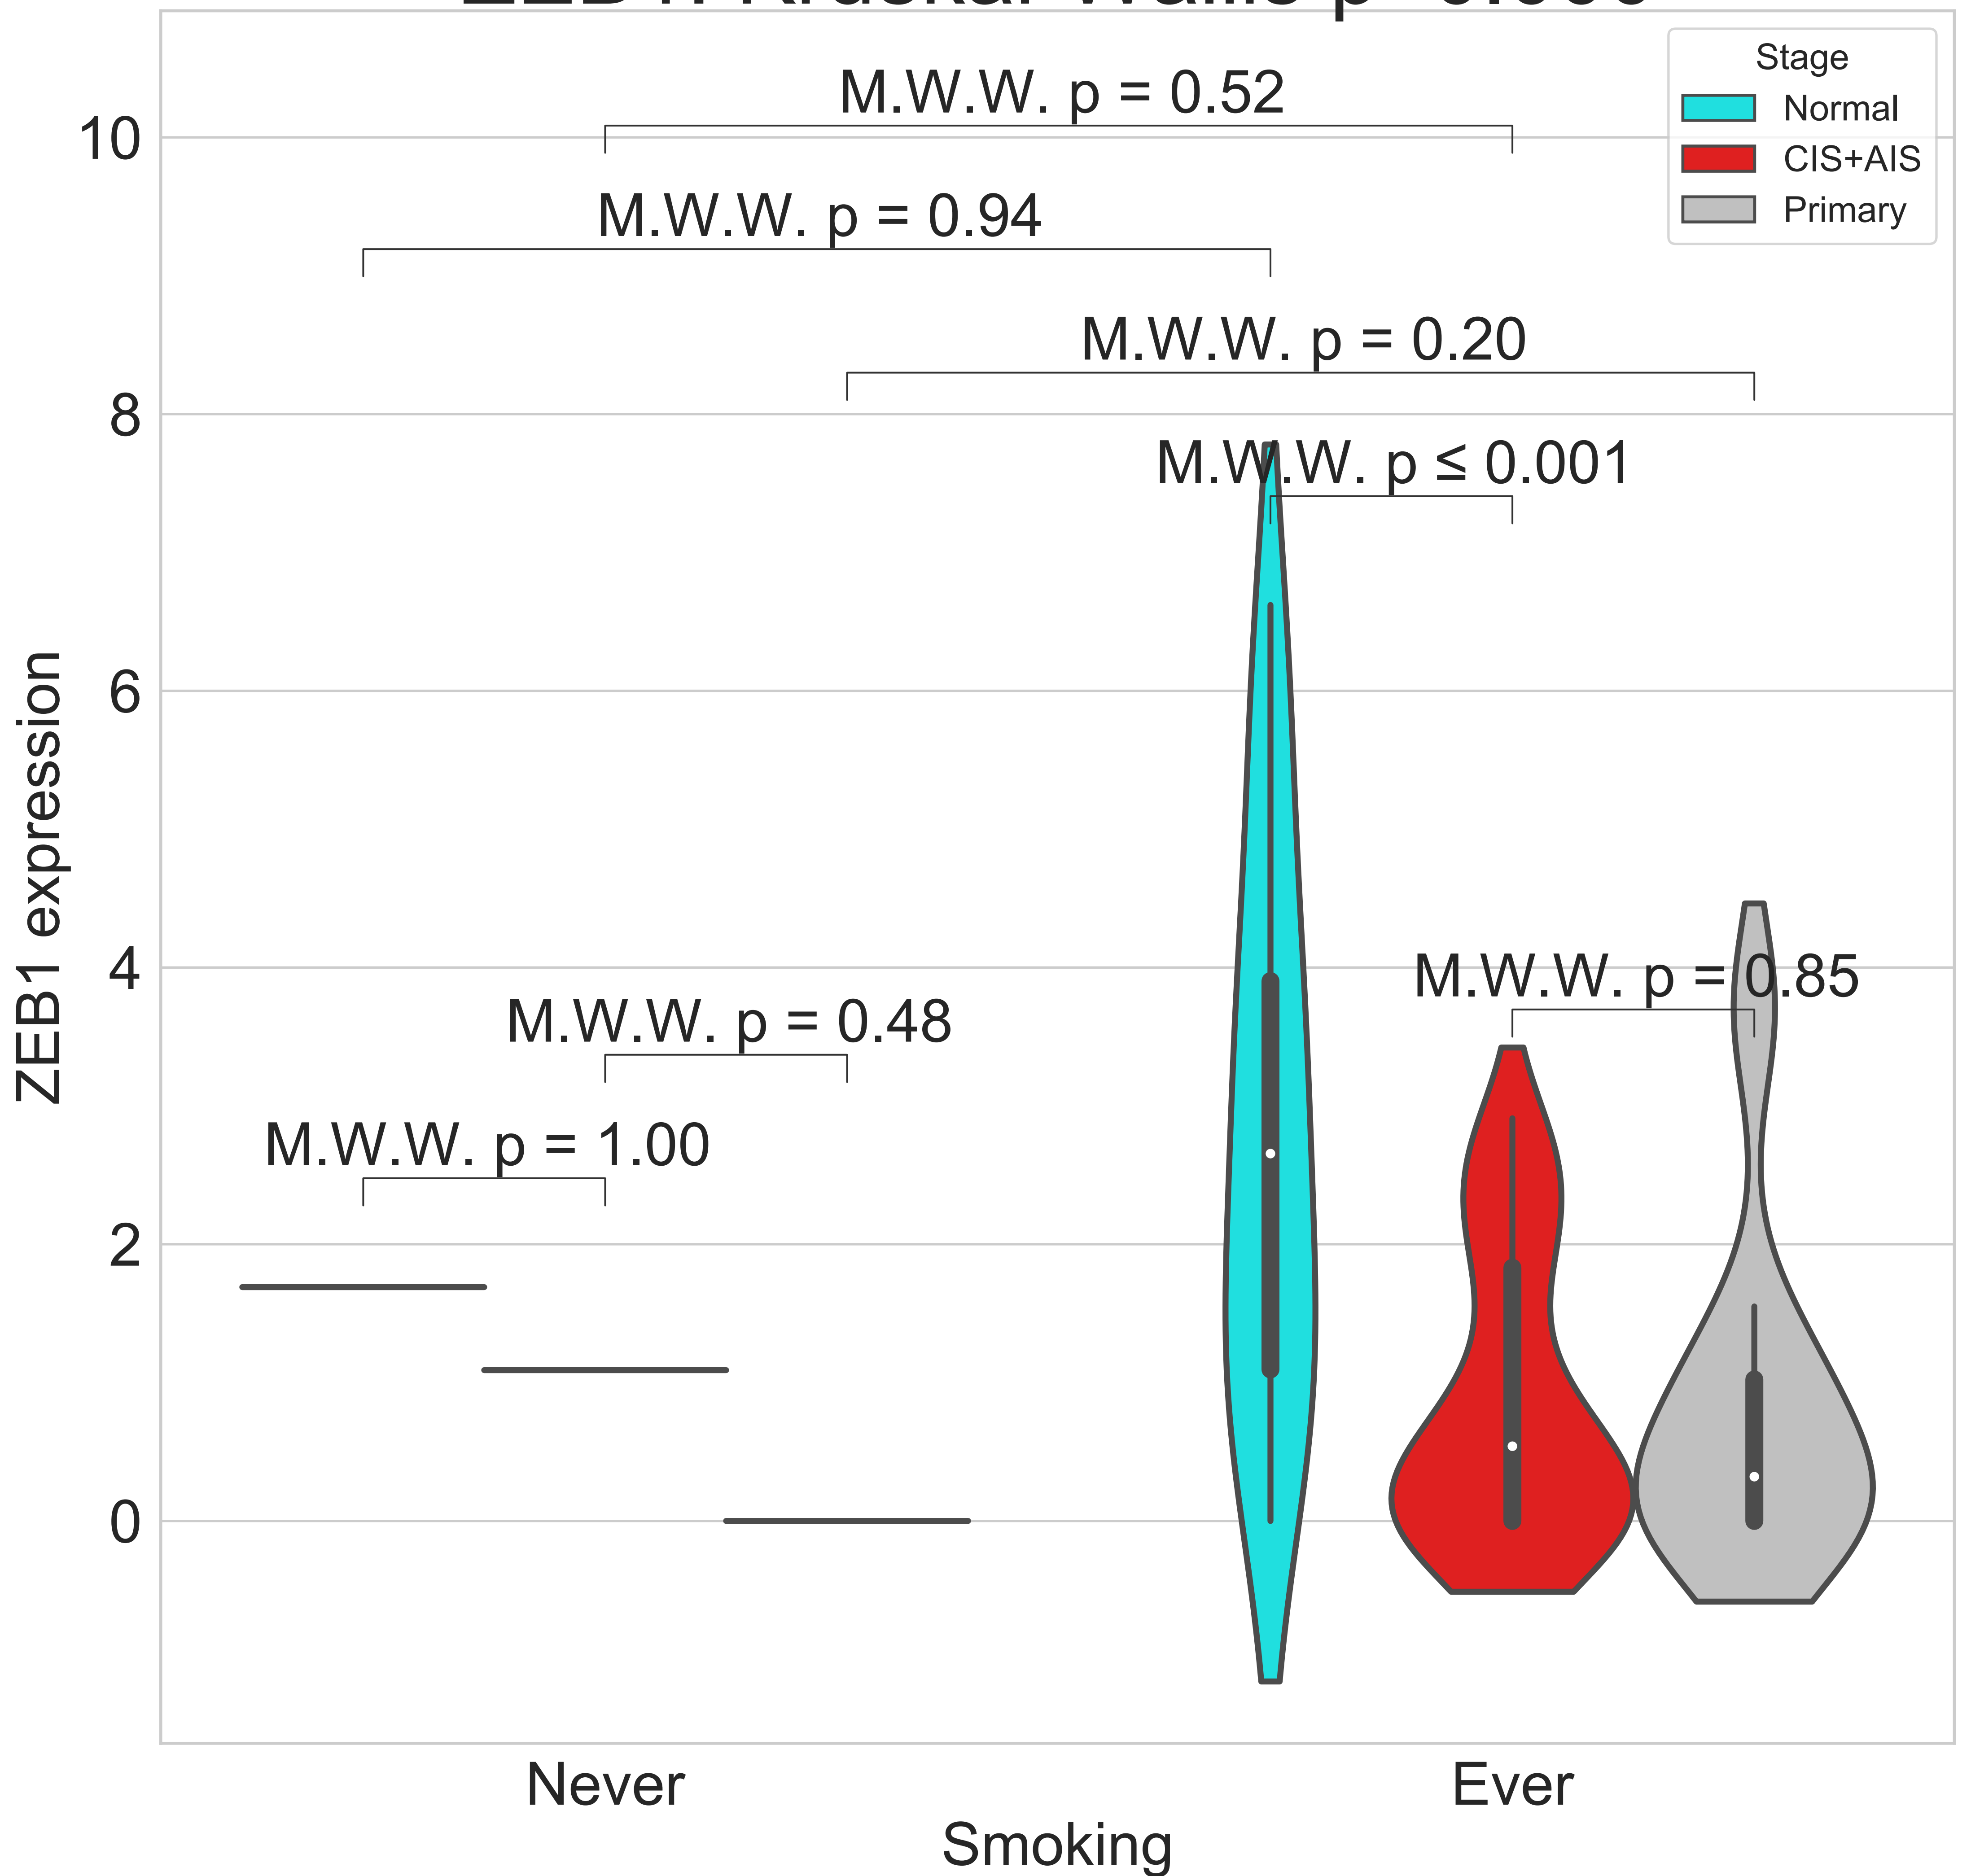 Stage
Normal
CIS+AIS
Primary
M.W.W. p = 0.52
M.W.W. p = 0.94
M.W.W. p = 0.20
M.W.W. p ≤ 0.001
M.W.W. p = 0.85
M.W.W. p = 0.48
M.W.W. p = 1.00
10
8
6
4
2
0
ZEB1 expression
Never
Ever
Smoking